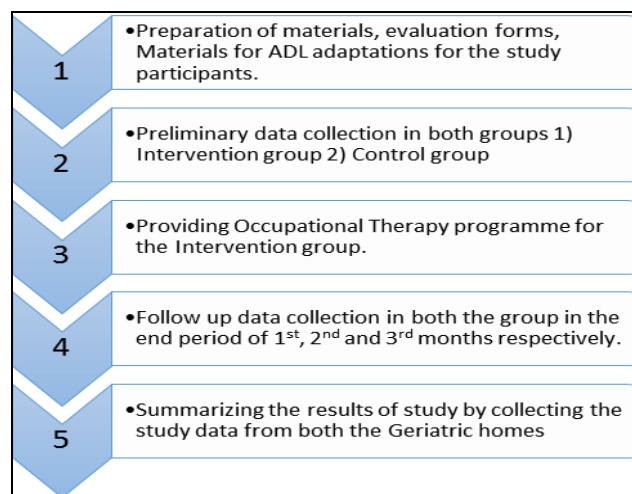 1
•Preparation of materials, evaluation forms,
Materials for ADL adaptations for the study
participants.
2
•Preliminary data collection in both groups 1)
Intervention group 2) Control group
3
•Providing Occupational Therapy programme for
the Intervention group.
4
•Follow up data collection in both the group in the
end period of 1st, 2nd and 3rd months respectively.
5
•Summarizing the results of study by collecting the
study data from both the Geriatric homes